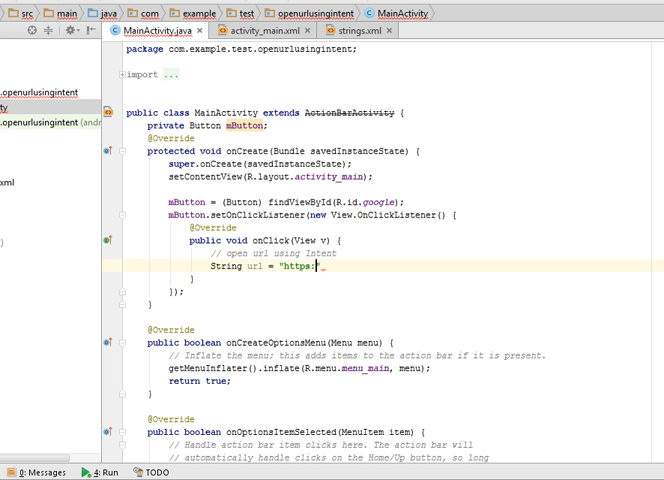 src main java com example test openurlusingintent MainActivity
MainActivity.java × activity_main.xml × strings.xml ×
package com.example.test.openurlusingintent;
import ...
.openurlusingintent
ty
.openurlusingintent (andr
xml
)
public class MainActivity extends ActionBarActivity {
private Button mButton;
@Override
protected void onCreate(Bundle savedInstanceState) {
super.onCreate(savedInstanceState);
setContentView(R.layout.activity_main);
mButton = (Button) findViewById(R.id.google);
mButton.setOnClickListener(new View.OnClickListener() {
@Override
public void onClick(View v) {
// open url using Intent
String url = "https:"
}
});
}
@Override
public boolean onCreateOptionsMenu(Menu menu) {
// Inflate the menu; this adds items to the action bar if it is present.
getMenuInflater().inflate(R.menu.menu_main, menu);
return true;
}
@Override
public boolean onOptionsItemSelected(MenuItem item) {
// Handle action bar item clicks here. The action bar will
// automatically handle clicks on the Home/Up button, so long
0: Messages 4: Run TODO